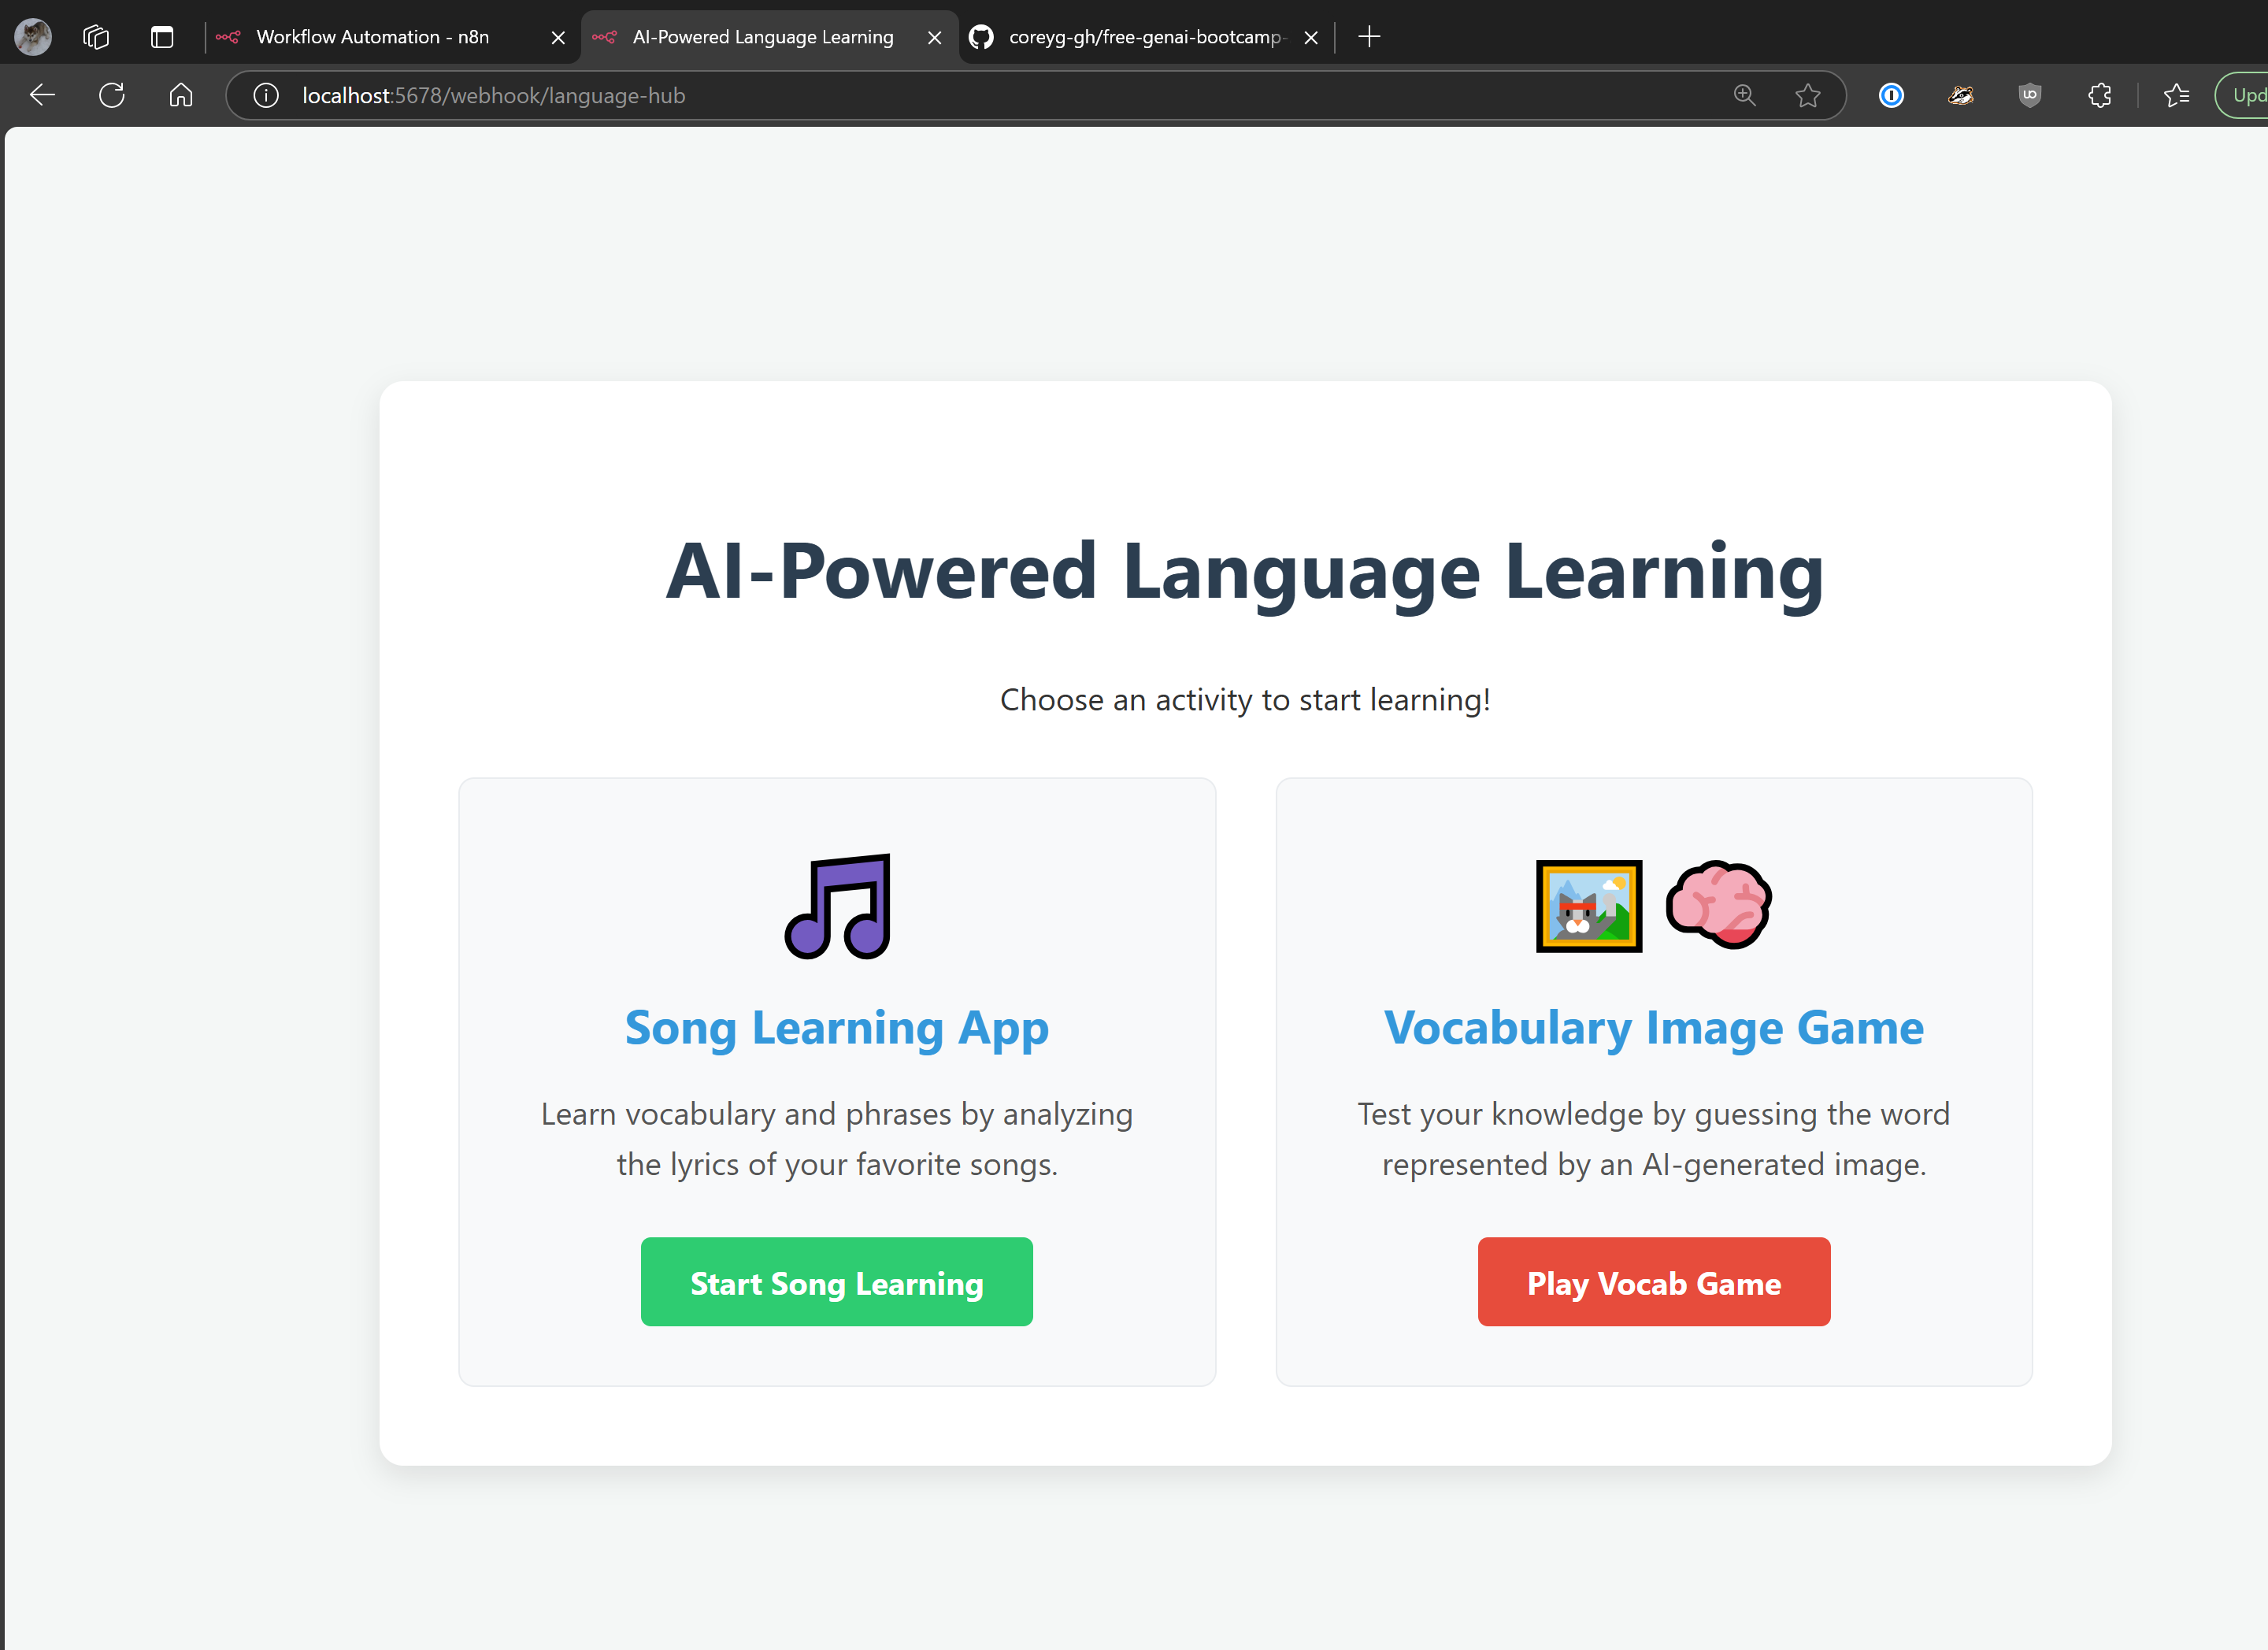 Workflow Automation - n8n
AI-Powered Language Learning
coreyg-gh/free-genai-bootcamp-
localhost:5678/webhook/language-hub
Upd
AI-Powered Language Learning
Choose an activity to start learning!
Song Learning App
Learn vocabulary and phrases by analyzing
the lyrics of your favorite songs.
Start Song Learning
Vocabulary Image Game
Test your knowledge by guessing the word
represented by an AI-generated image.
Play Vocab Game